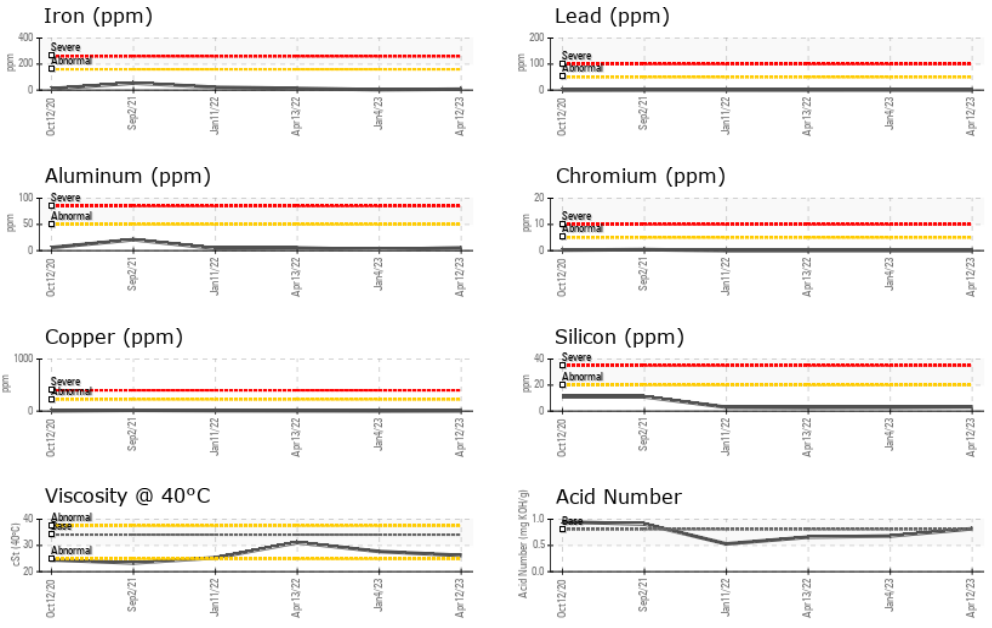 Iron (ppm)
ppm
400
200
0
Severe
Abnormal
Oct12/20
Sep2/21
Jan11/22
Apr13/22
Jan4/23
Apr12/23
Lead (ppm)
ppm
200
100
0
Severe
Abnormal
Oct12/20
Sep2/21
Jan11/22
Apr13/22
Jan4/23
Apr12/23
Aluminum (ppm)
ppm
100
50
0
Severe
Abnormal
Oct12/20
Sep2/21
Jan11/22
Apr13/22
Jan4/23
Apr12/23
Chromium (ppm)
ppm
20
10
0
Severe
Abnormal
Oct12/20
Sep2/21
Jan11/22
Apr13/22
Jan4/23
Apr12/23
Copper (ppm)
ppm
1000
0
Severe
Abnormal
Oct12/20
Sep2/21
Jan11/22
Apr13/22
Jan4/23
Apr12/23
Silicon (ppm)
ppm
40
20
0
Severe
Abnormal
Oct12/20
Sep2/21
Jan11/22
Apr13/22
Jan4/23
Apr12/23
Viscosity @ 40°C
cSt (40°C)
40
30
20
Abnormal
Base
Abnormal
Oct12/20
Sep2/21
Jan11/22
Apr13/22
Jan4/23
Apr12/23
Acid Number
Acid Number (mg KOH/g)
1.0
0.5
0.0
Base
Oct12/20
Sep2/21
Jan11/22
Apr13/22
Jan4/23
Apr12/23